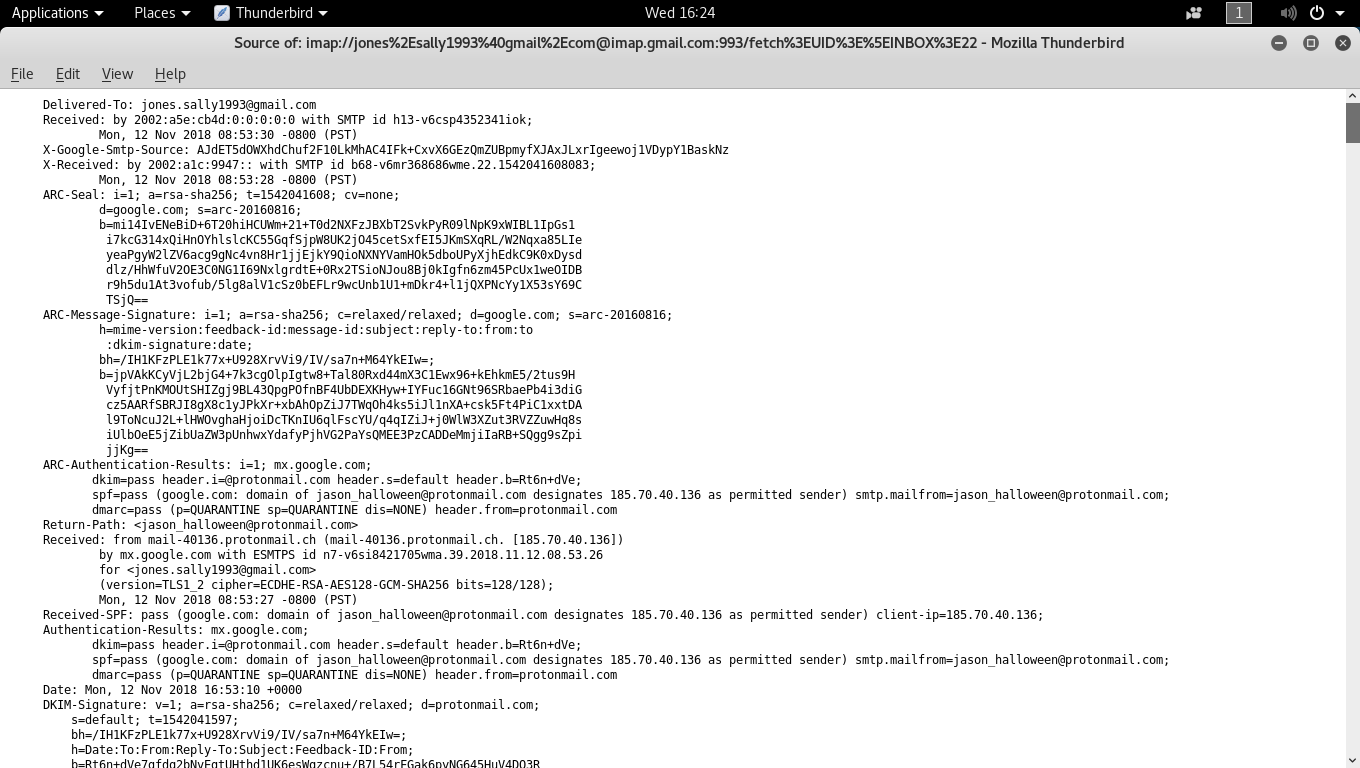 Applications Places Thunderbird Wed 16:24 1
Source of: imap://jones%2Esally1993%40gmail%2Ecom@imap.gmail.com:993/fetch%3EUID%3E%5EINBOX%3E22 - Mozilla Thunderbird
File Edit View Help
Delivered-To: jones.sally1993@gmail.com
Received: by 2002:a5e:cb4d:0:0:0:0:0 with SMTP id h13-v6csp4352341iok;
Mon, 12 Nov 2018 08:53:30 -0800 (PST)
X-Google-Smtp-Source: AJdET5dOWXhdChuf2F10LkMhAC4IFk+CxvX6GEzQmZUBpmyfXJAxJLxrIgeewoj1VDypY1BaskNz
X-Received: by 2002:a1c:9947:: with SMTP id b68-v6mr368686wme.22.1542041608083;
Mon, 12 Nov 2018 08:53:28 -0800 (PST)
ARC-Seal: i=1; a=rsa-sha256; t=1542041608; cv=none;
d=google.com; s=arc-20160816;
b=mi14IvENeBiD+6T20hiHCUWm+21+T0d2NXFzJBXbT2SvkPyR09lNpK9xWIBL1IpGs1
i7kcG314xQiHnOYhlslcKC55GqfSjpW8UK2jO45cetSxfEI5JKmSXqRL/W2Nqxa85LIe
yeaPgyW2lZV6acg9gNc4vn8Hr1jjEjkY9QioNXNYVamHOk5dboUPyXjhEdkC9K0xDysd
dlz/HhWfuV2OE3C0NG1I69NxlgrdtE+0Rx2TSioNJou8Bj0kIgfn6zm45PcUx1weOIDB
r9h5du1At3vofub/5lg8alV1cSz0bEFLr9wcUnb1U1+mDkr4+l1jQXPNcYy1X53sY69C
TSjQ==
ARC-Message-Signature: i=1; a=rsa-sha256; c=relaxed/relaxed; d=google.com; s=arc-20160816;
h=mime-version:feedback-id:message-id:subject:reply-to:from:to
:dkim-signature:date;
bh=/IH1KFzPLE1k77x+U928XrvVi9/IV/sa7n+M64YkEIw=;
b=jpVAkKCyVjL2bjG4+7k3cgOlpIgtw8+Tal80Rxd44mX3C1Ewx96+kEhkmE5/2tus9H
VyfjtPnKMOUtSHIZgj9BL43QpgPOfnBF4UbDEXKHyw+IYFuc16GNt96SRbaePb4i3diG
cz5AARfSBRJI8gX8c1yJPkXr+xbAhOpZiJ7TWqOh4ks5iJl1nXA+csk5Ft4PiC1xxtDA
l9ToNcuJ2L+lHWOvghaHjoiDcTKnIU6qlFscYU/q4qIZiJ+j0WlW3XZut3RVZZuwHq8s
iUlbOeE5jZibUaZW3pUnhwxYdafyPjhVG2PaYsQMEE3PzCADDeMmjiIaRB+SQgg9sZpi
jjKg==
ARC-Authentication-Results: i=1; mx.google.com;
dkim=pass header.i=@protonmail.com header.s=default header.b=Rt6n+dVe;
spf=pass (google.com: domain of jason_halloween@protonmail.com designates 185.70.40.136 as permitted sender) smtp.mailfrom=jason_halloween@protonmail.com;
dmarc=pass (p=QUARANTINE sp=QUARANTINE dis=NONE) header.from=protonmail.com
Return-Path: <jason_halloween@protonmail.com>
Received: from mail-40136.protonmail.ch (mail-40136.protonmail.ch. [185.70.40.136])
by mx.google.com with ESMTPS id n7-v6si8421705wma.39.2018.11.12.08.53.26
for <jones.sally1993@gmail.com>
(version=TLS1_2 cipher=ECDHE-RSA-AES128-GCM-SHA256 bits=128/128);
Mon, 12 Nov 2018 08:53:27 -0800 (PST)
Received-SPF: pass (google.com: domain of jason_halloween@protonmail.com designates 185.70.40.136 as permitted sender) client-ip=185.70.40.136;
Authentication-Results: mx.google.com;
dkim=pass header.i=@protonmail.com header.s=default header.b=Rt6n+dVe;
spf=pass (google.com: domain of jason_halloween@protonmail.com designates 185.70.40.136 as permitted sender) smtp.mailfrom=jason_halloween@protonmail.com;
dmarc=pass (p=QUARANTINE sp=QUARANTINE dis=NONE) header.from=protonmail.com
Date: Mon, 12 Nov 2018 16:53:10 +0000
DKIM-Signature: v=1; a=rsa-sha256; c=relaxed/relaxed; d=protonmail.com;
s=default; t=1542041597;
bh=/IH1KFzPLE1k77x+U928XrvVi9/IV/sa7n+M64YkEIw=;
h=Date:To:From:Reply-To:Subject:Feedback-ID:From;